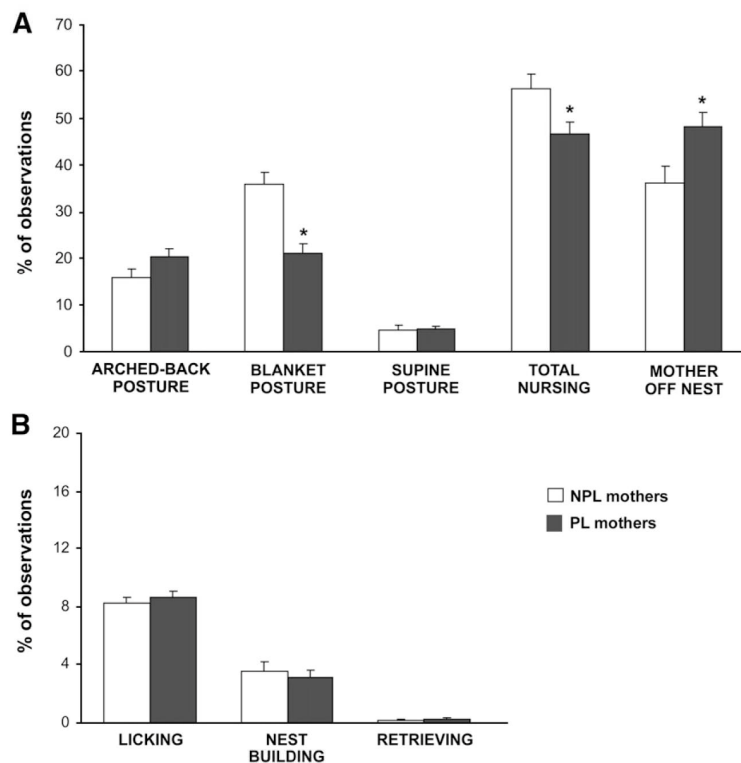 A
70
60
50
40
30
20
10
0
% of observations
*
*
*
ARCHED-BACK
POSTURE
BLANKET
POSTURE
SUPINE
POSTURE
TOTAL
NURSING
MOTHER
OFF NEST
B
20
16
12
8
4
0
% of observations
NPL mothers
PL mothers
LICKING
NEST
BUILDING
RETRIEVING